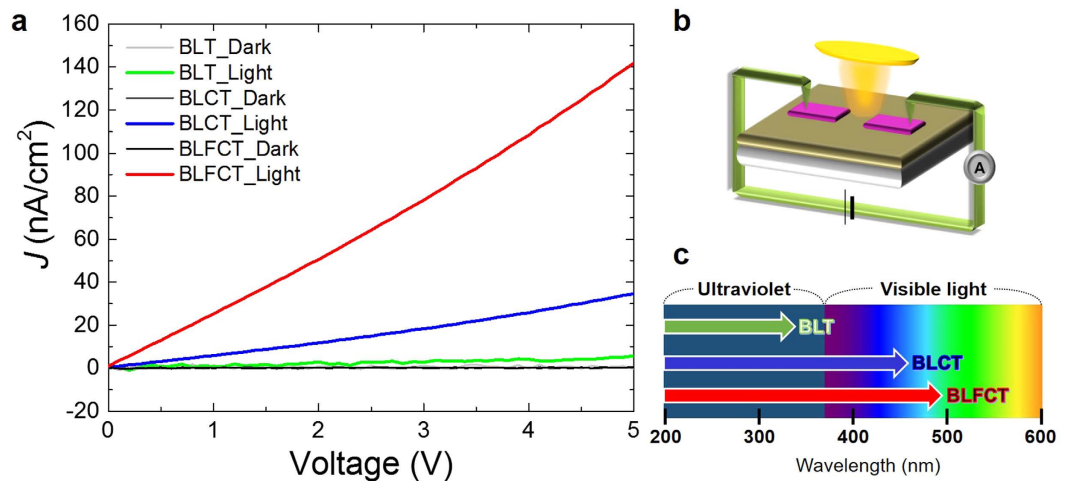 a
160
140
120
100
80
60
40
20
0
-20
J (nA/cm²)
BLT_Dark
BLT_Light
BLCT_Dark
BLCT_Light
BLFCT_Dark
BLFCT_Light
0 1 2 3 4 5
Voltage (V)
b
A
c
Ultraviolet Visible light
BLT
BLCT
BLFCT
200 300 400 500 600
Wavelength (nm)